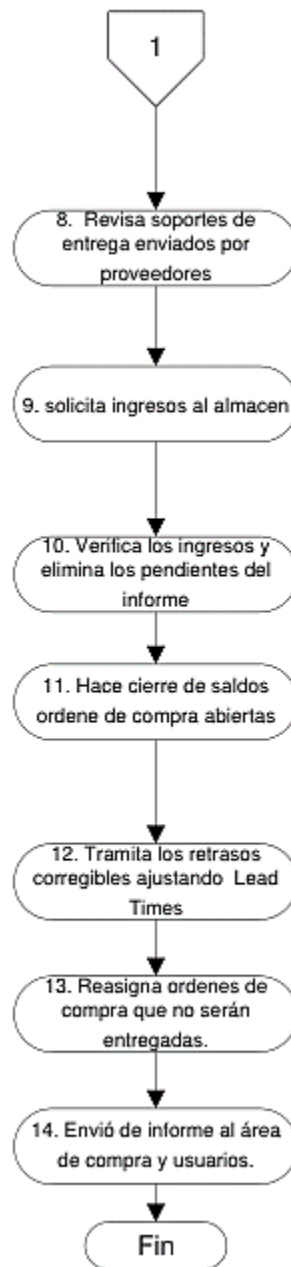 1
8. Revisa soportes de
entrega enviados por
proveedores
9. solicita ingresos al almacen
10. Verifica los ingresos y
elimina los pendientes del
informe
11. Hace cierre de saldos
ordene de compra abiertas
12. Tramita los retrasos
corregibles ajustando Lead
Times
13. Reasigna ordenes de
compra que no serán
entregadas.
14. Envió de informe al área
de compra y usuarios.
Fin